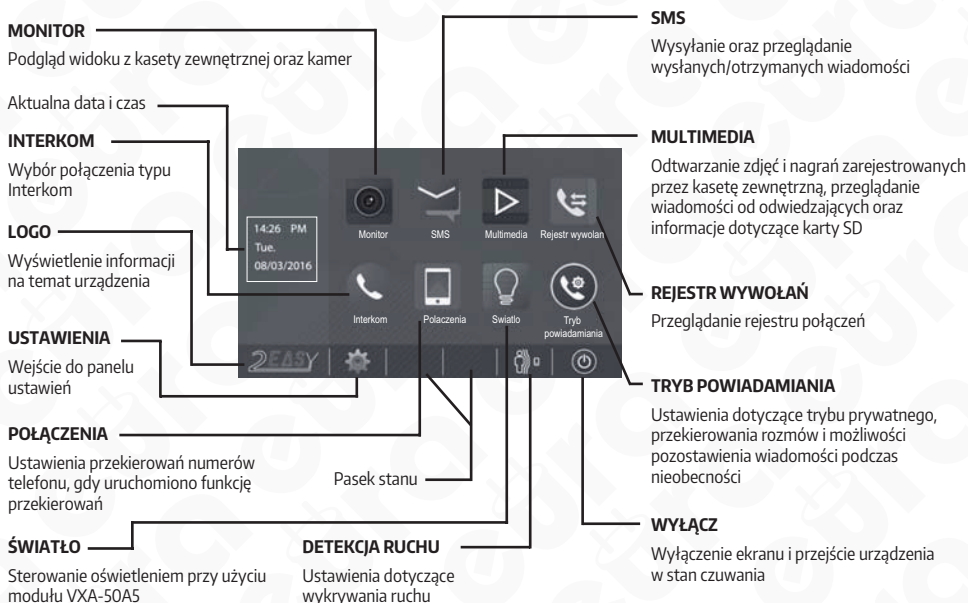 MONITOR
Podgląd widoku z kasety zewnętrznej oraz kamer
Aktualna data i czas
INTERKOM
Wybór połączenia typu
Interkom
LOGO
Wyświetlenie informacji
na temat urządzenia
USTAWIENIA
Wejście do panelu
ustawień
POŁĄCZENIA
Ustawienia przekierowań numerów
telefonu, gdy uruchomiono funkcję
przekierowań
ŚWIATŁO
Sterowanie oświetleniem przy użyciu
modułu VXA-50A5
14:26 PM
Tue.
08/03/2016
Monitor
SMS
Multimedia
Rejestr wywolan
Interkom
Polaczenia
Swiatlo
Tryb
powiadamiania
2EASY
Pasek stanu
DETEKCJA RUCHU
Ustawienia dotyczące
wykrywania ruchu
SMS
Wysyłanie oraz przeglądanie
wysłanych/otrzymanych wiadomości
MULTIMEDIA
Odtwarzanie zdjęć i nagrań zarejestrowanych
przez kasetę zewnętrzną, przeglądanie
wiadomości od odwiedzających oraz
informacje dotyczące karty SD
REJESTR WYWOŁAŃ
Przeglądanie rejestru połączeń
TRYB POWIADAMIANIA
Ustawienia dotyczące trybu prywatnego,
przekierowania rozmów i możliwości
pozostawienia wiadomości podczas
nieobecności
WYŁĄCZ
Wyłączenie ekranu i przejście urządzenia
w stan czuwania